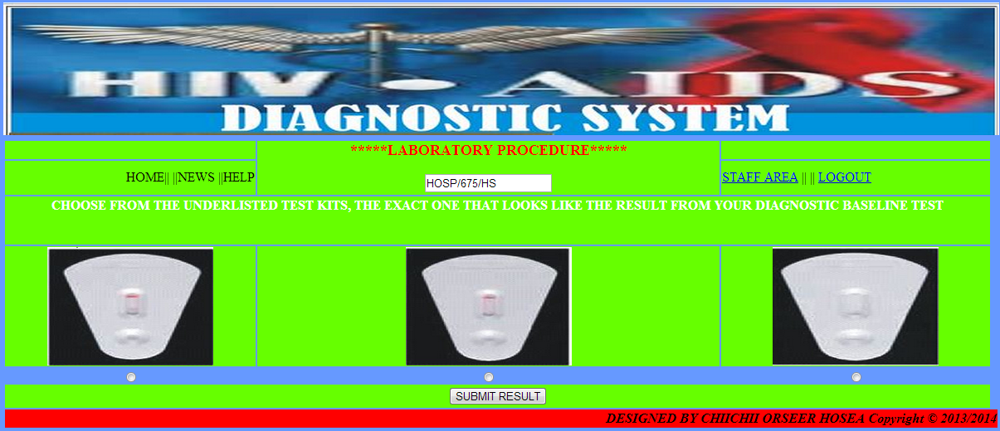 HIV•AIDS
DIAGNOSTIC SYSTEM
*****LABORATORY PROCEDURE*****
HOME|| ||NEWS ||HELP
HOSP/675/HS
STAFF AREA || || LOGOUT
CHOOSE FROM THE UNDERLISTED TEST KITS, THE EXACT ONE THAT LOOKS LIKE THE RESULT FROM YOUR DIAGNOSTIC BASELINE TEST
SUBMIT RESULT
DESIGNED BY CHIICHII ORSEER HOSEA Copyright © 2013/2014